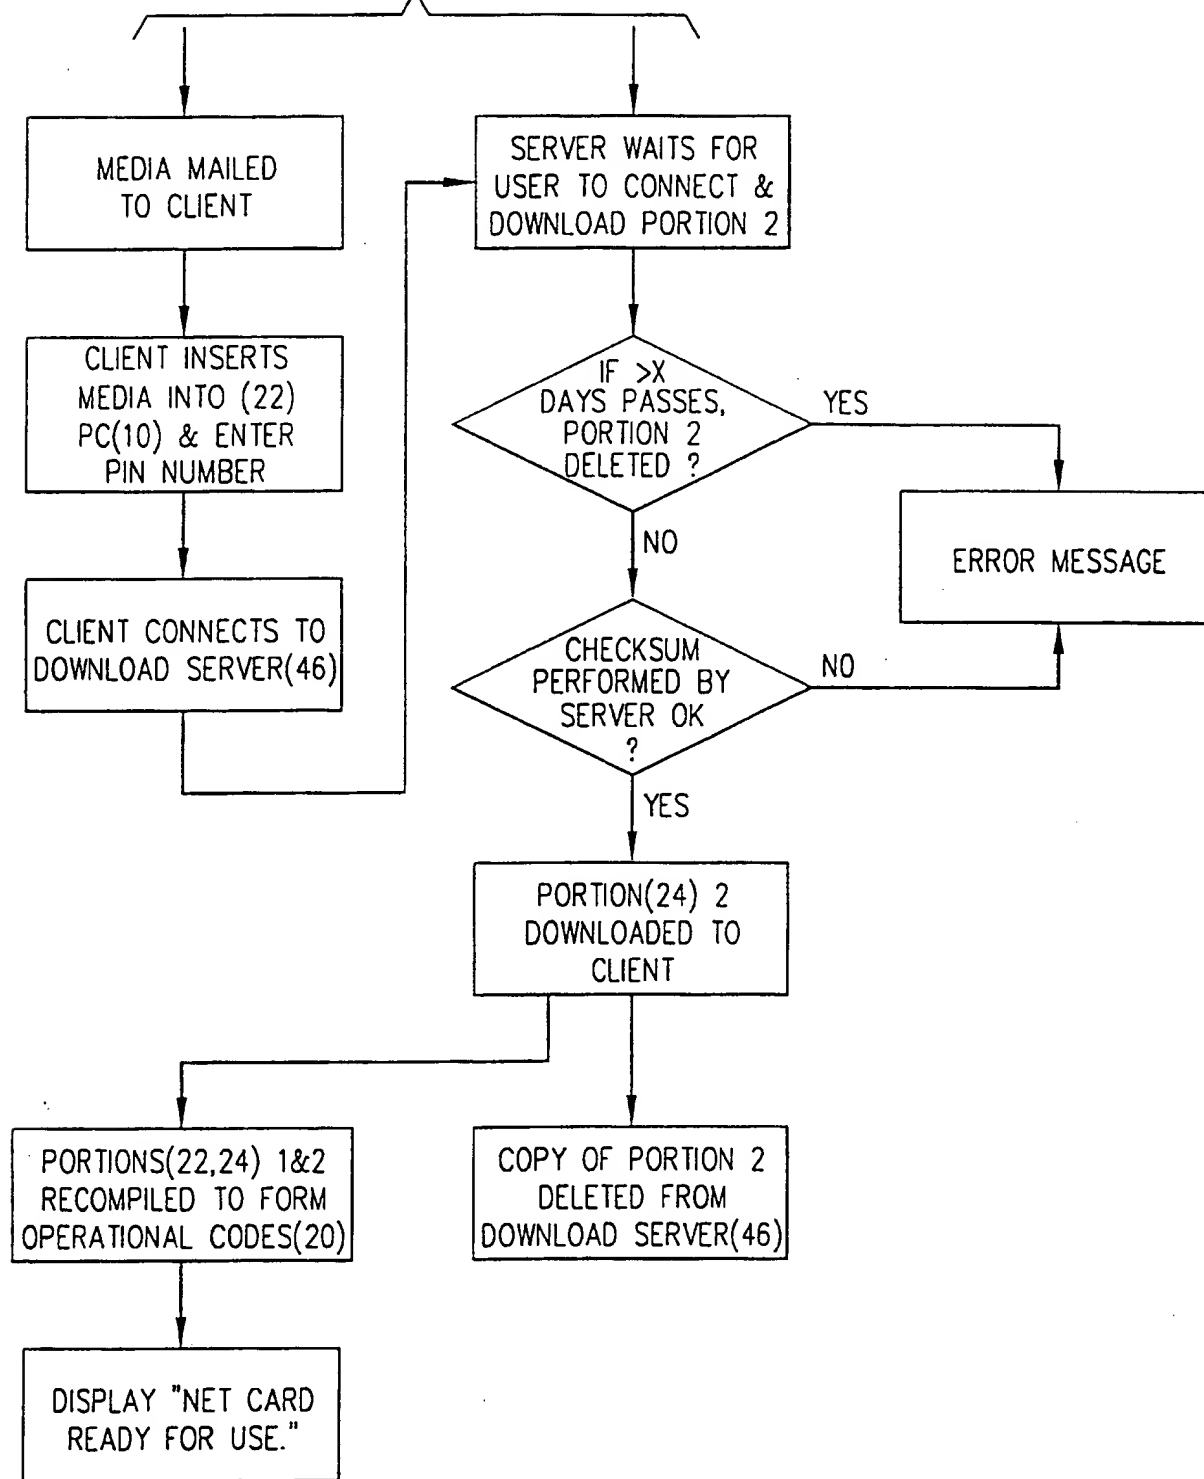 MEDIA MAILED
TO CLIENT
SERVER WAITS FOR
USER TO CONNECT &
DOWNLOAD PORTION 2
CLIENT INSERTS
MEDIA INTO (22)
PC(10) & ENTER
PIN NUMBER
IF >X
DAYS PASSES,
PORTION 2
DELETED ?
YES
NO
ERROR MESSAGE
CLIENT CONNECTS TO
DOWNLOAD SERVER(46)
CHECKSUM
PERFORMED BY
SERVER OK
?
NO
YES
PORTION(24) 2
DOWNLOADED TO
CLIENT
PORTIONS(22,24) 1&2
RECOMPILED TO FORM
OPERATIONAL CODES(20)
COPY OF PORTION 2
DELETED FROM
DOWNLOAD SERVER(46)
DISPLAY "NET CARD
READY FOR USE."